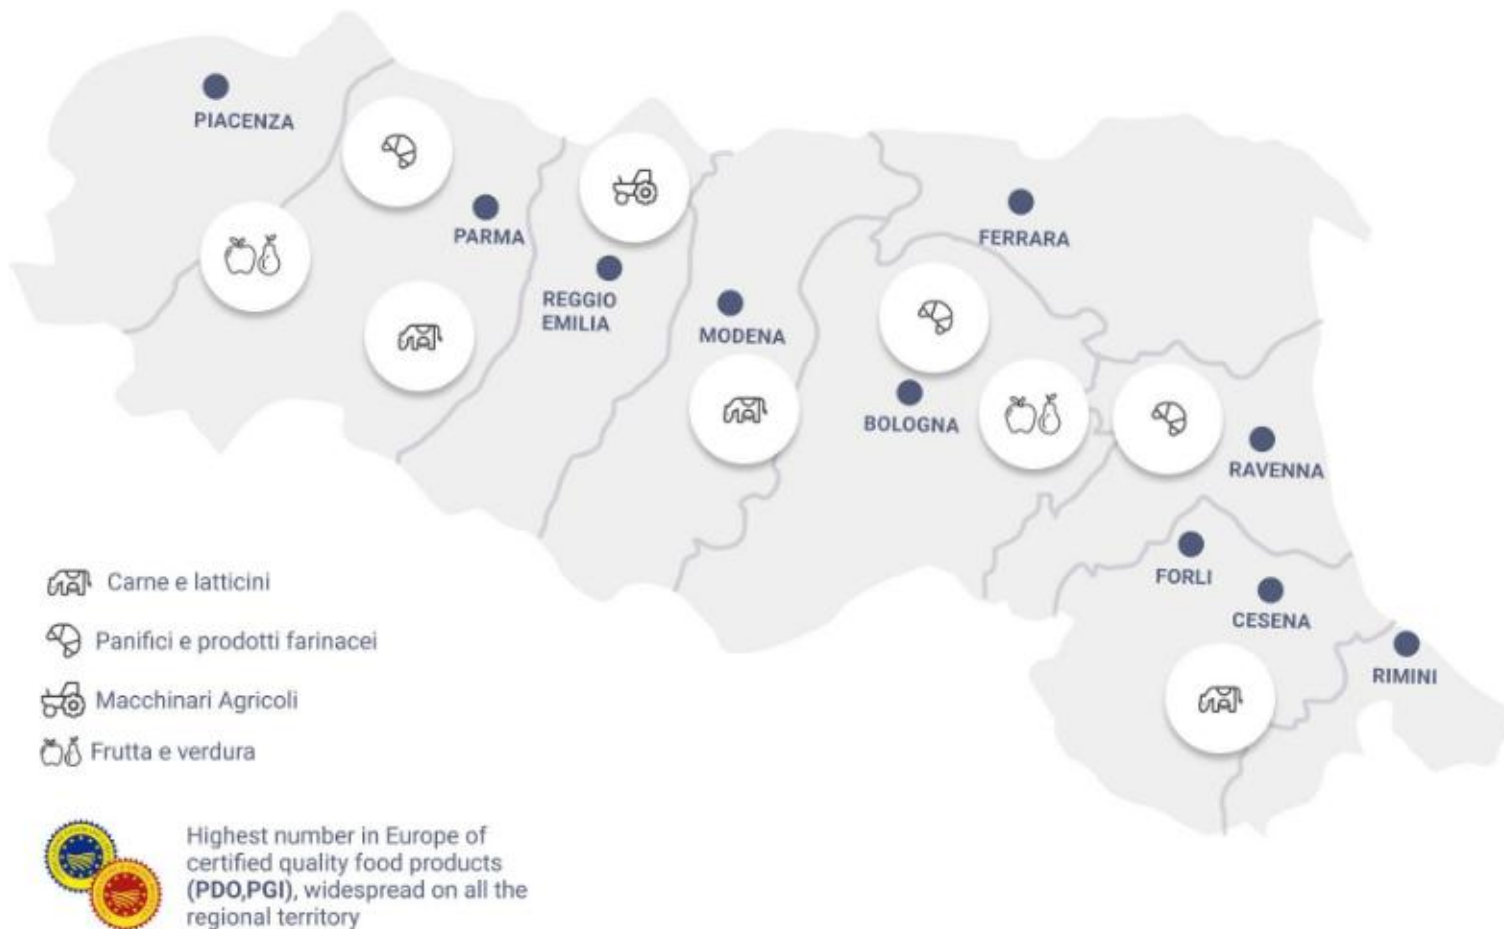 PIACENZA
PARMA
REGGIO
EMILIA
MODENA
FERRARA
BOLOGNA
RAVENNA
FORLI
CESENA
RIMINI
Carne e latticini
Panifici e prodotti farinacei
Macchinari Agricoli
Frutta e verdura
Highest number in Europe of
certified quality food products
(PDO,PGI), widespread on all the
regional territory